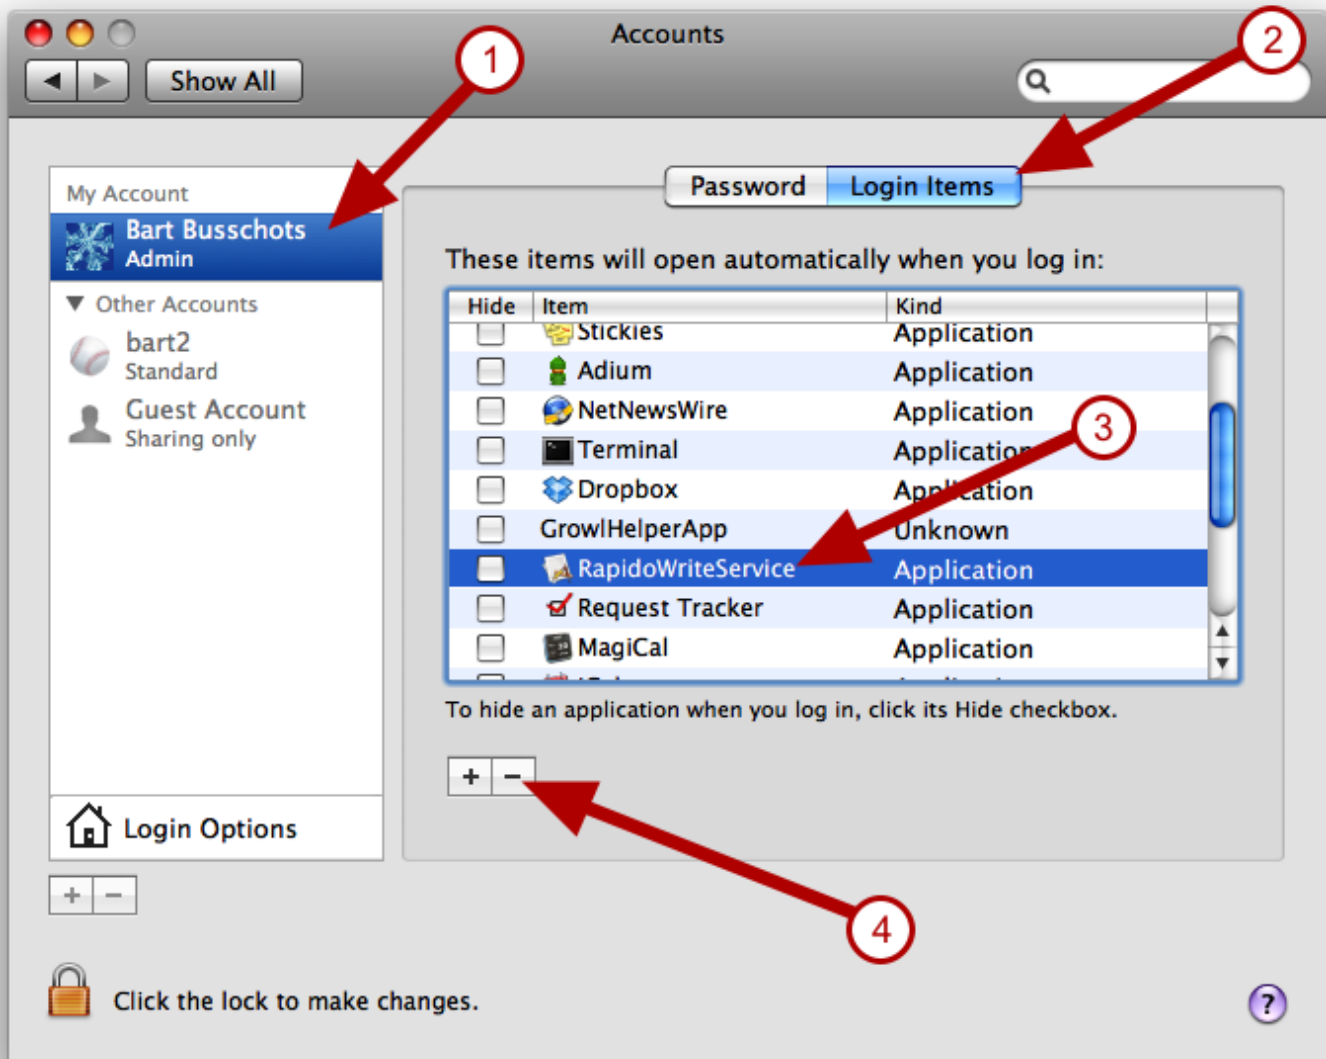 Accounts
1
2
Show All
My Account
Bart Busschots
Admin
Other Accounts
bart2
Standard
Guest Account
Sharing only
Login Options
Password Login Items
These items will open automatically when you log in:
Hide Item Kind
Stickies Application
Adium Application
NetNewsWire Application
3
Terminal Application
Dropbox Application
GrowlHelperApp Unknown
RapidoWriteService Application
Request Tracker Application
MagiCal Application
To hide an application when you log in, click its Hide checkbox.
+ −
4
+ −
Click the lock to make changes.
?